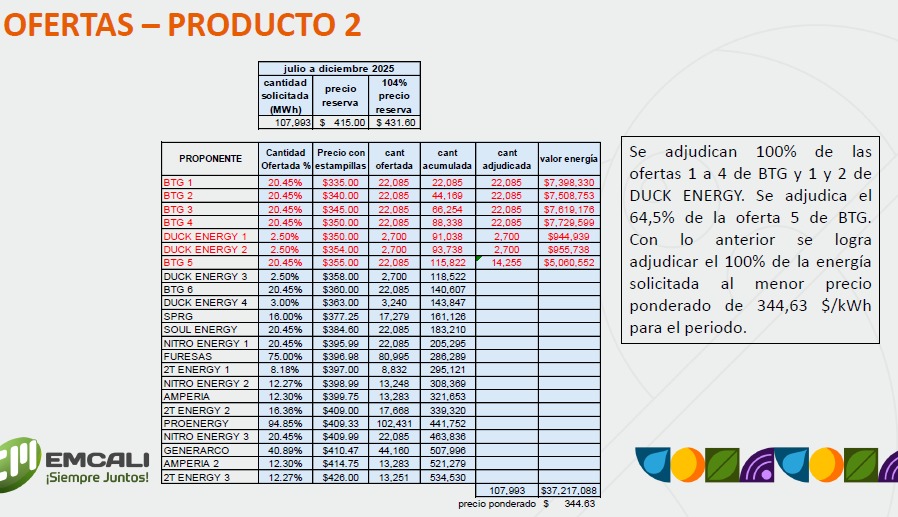 OFERTAS – PRODUCTO 2
julio a diciembre 2025
cantidad solicitada (MWh) precio reserva 104% precio reserva
107,993 $ 415.00 $ 431.60
PROPONENTE Cantidad Ofertada % Precio con estampillas cant ofertada cant acumulada cant adjudicada valor energía
BTG 1 20.45% $335.00 22,085 22,085 22,085 $7,398,330
BTG 2 20.45% $340.00 22,085 44,169 22,085 $7,508,753
BTG 3 20.45% $345.00 22,085 66,254 22,085 $7,619,176
BTG 4 20.45% $350.00 22,085 88,338 22,085 $7,729,599
DUCK ENERGY 1 2.50% $350.00 2,700 91,038 2,700 $944,939
DUCK ENERGY 2 2.50% $354.00 2,700 93,738 2,700 $955,738
BTG 5 20.45% $355.00 22,085 115,822 14,255 $5,060,552
DUCK ENERGY 3 2.50% $358.00 2,700 118,522
BTG 6 20.45% $360.00 22,085 140,607
DUCK ENERGY 4 3.00% $363.00 3,240 143,847
SPRG 16.00% $377.25 17,279 161,126
SOUL ENERGY 20.45% $384.60 22,085 183,210
NITRO ENERGY 1 20.45% $395.99 22,085 205,295
FURESAS 75.00% $396.98 80,995 286,289
2T ENERGY 1 8.18% $397.00 8,832 295,121
NITRO ENERGY 2 12.27% $398.99 13,248 308,369
AMPERIA 12.30% $399.75 13,283 321,653
2T ENERGY 2 16.36% $409.00 17,668 339,320
PROENERGY 94.85% $409.33 102,431 441,752
NITRO ENERGY 3 20.45% $409.99 22,085 463,836
GENERARCO 40.89% $410.47 44,160 507,996
AMPERIA 2 12.30% $414.75 13,283 521,279
2T ENERGY 3 12.27% $426.00 13,251 534,530
107,993 $37,217,088
precio ponderado $ 344.63
Se adjudican 100% de las
ofertas 1 a 4 de BTG y 1 y 2 de
DUCK ENERGY. Se adjudica el
64,5% de la oferta 5 de BTG.
Con lo anterior se logra
adjudicar el 100% de la energía
solicitada al menor precio
ponderado de 344,63 $/kWh
para el periodo.
EMCALI
¡Siempre Juntos!